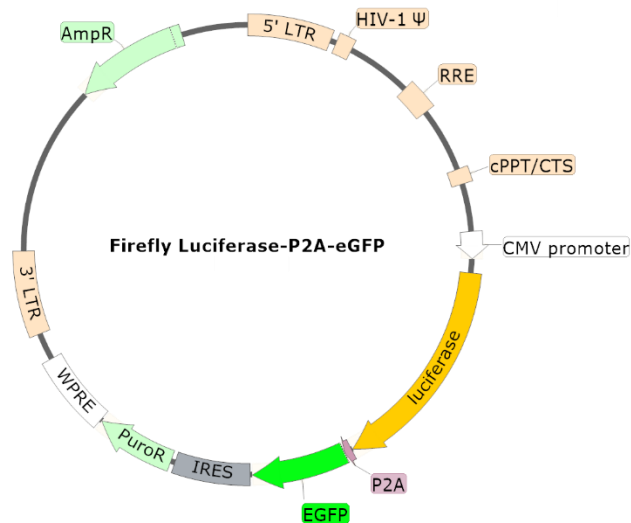 AmpR
5' LTR
HIV-1 Ψ
RRE
cPPT/CTS
CMV promoter
Firefly Luciferase-P2A-eGFP
luciferase
P2A
EGFP
IRES
PuroR
WPRE
3' LTR